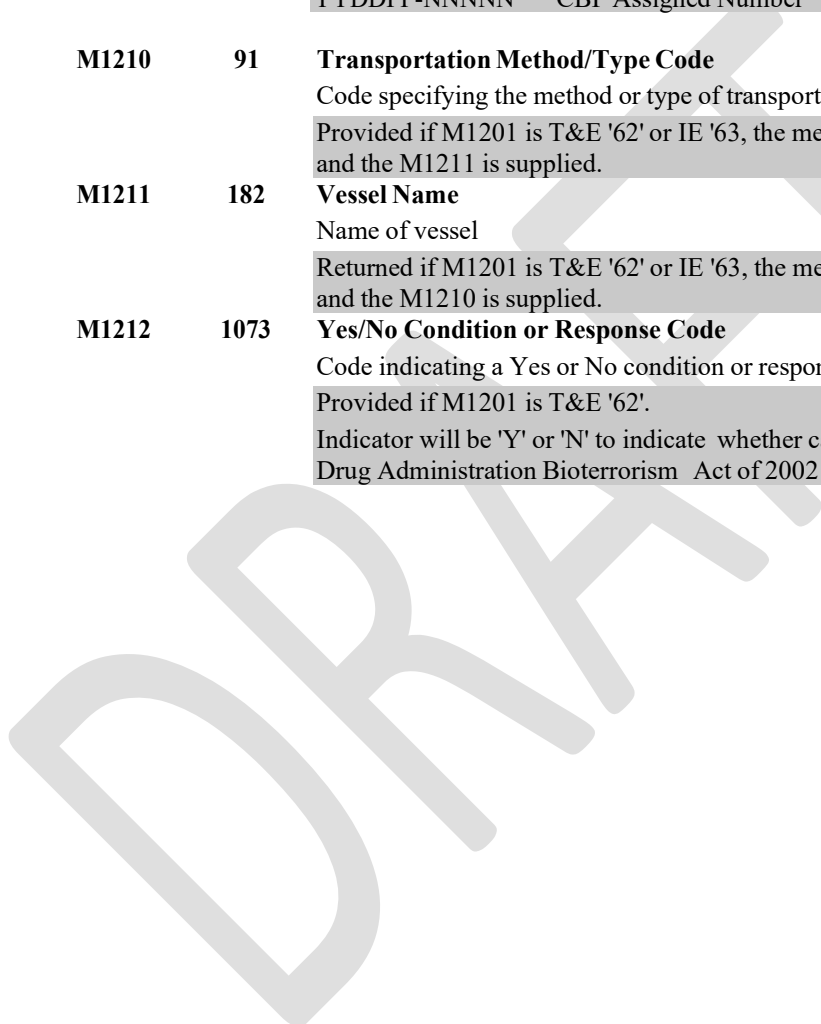 CBP Assigned Number
M1210 91 Transportation Method/Type Code
Code specifying the method or type of transport
Provided if M1201 is T&E '62' or IE '63, the me
and the M1211 is supplied.
M1211 182 Vessel Name
Name of vessel
Returned if M1201 is T&E '62' or IE '63, the me
and the M1210 is supplied.
M1212 1073 Yes/No Condition or Response Code
Code indicating a Yes or No condition or respon
Provided if M1201 is T&E '62'.
Indicator will be 'Y' or 'N' to indicate whether c
Drug Administration Bioterrorism Act of 2002
DRAFT